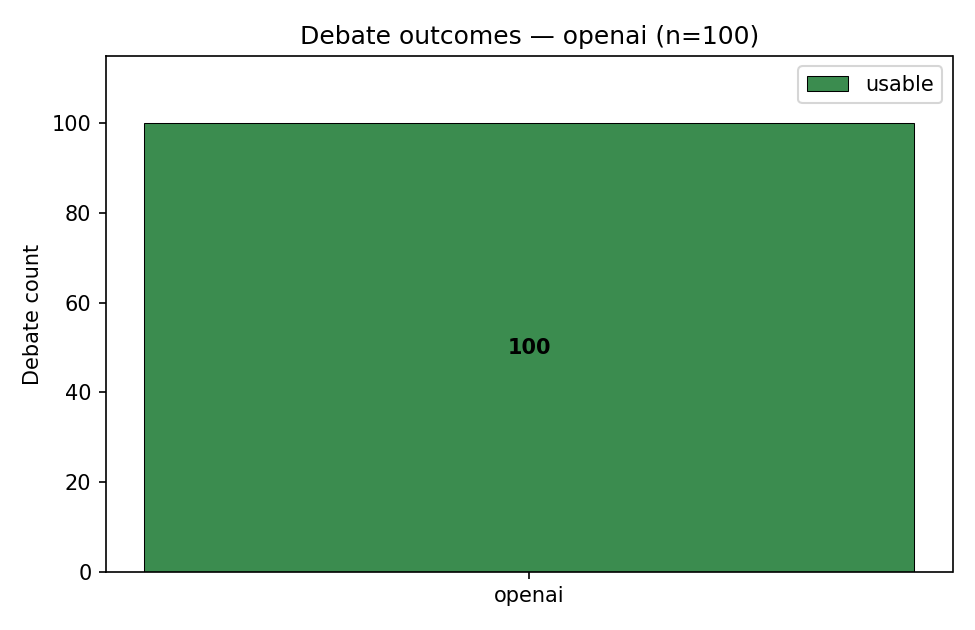 Debate outcomes — openai (n=100)
usable
100
80
60
40
20
0
Debate count
100
openai